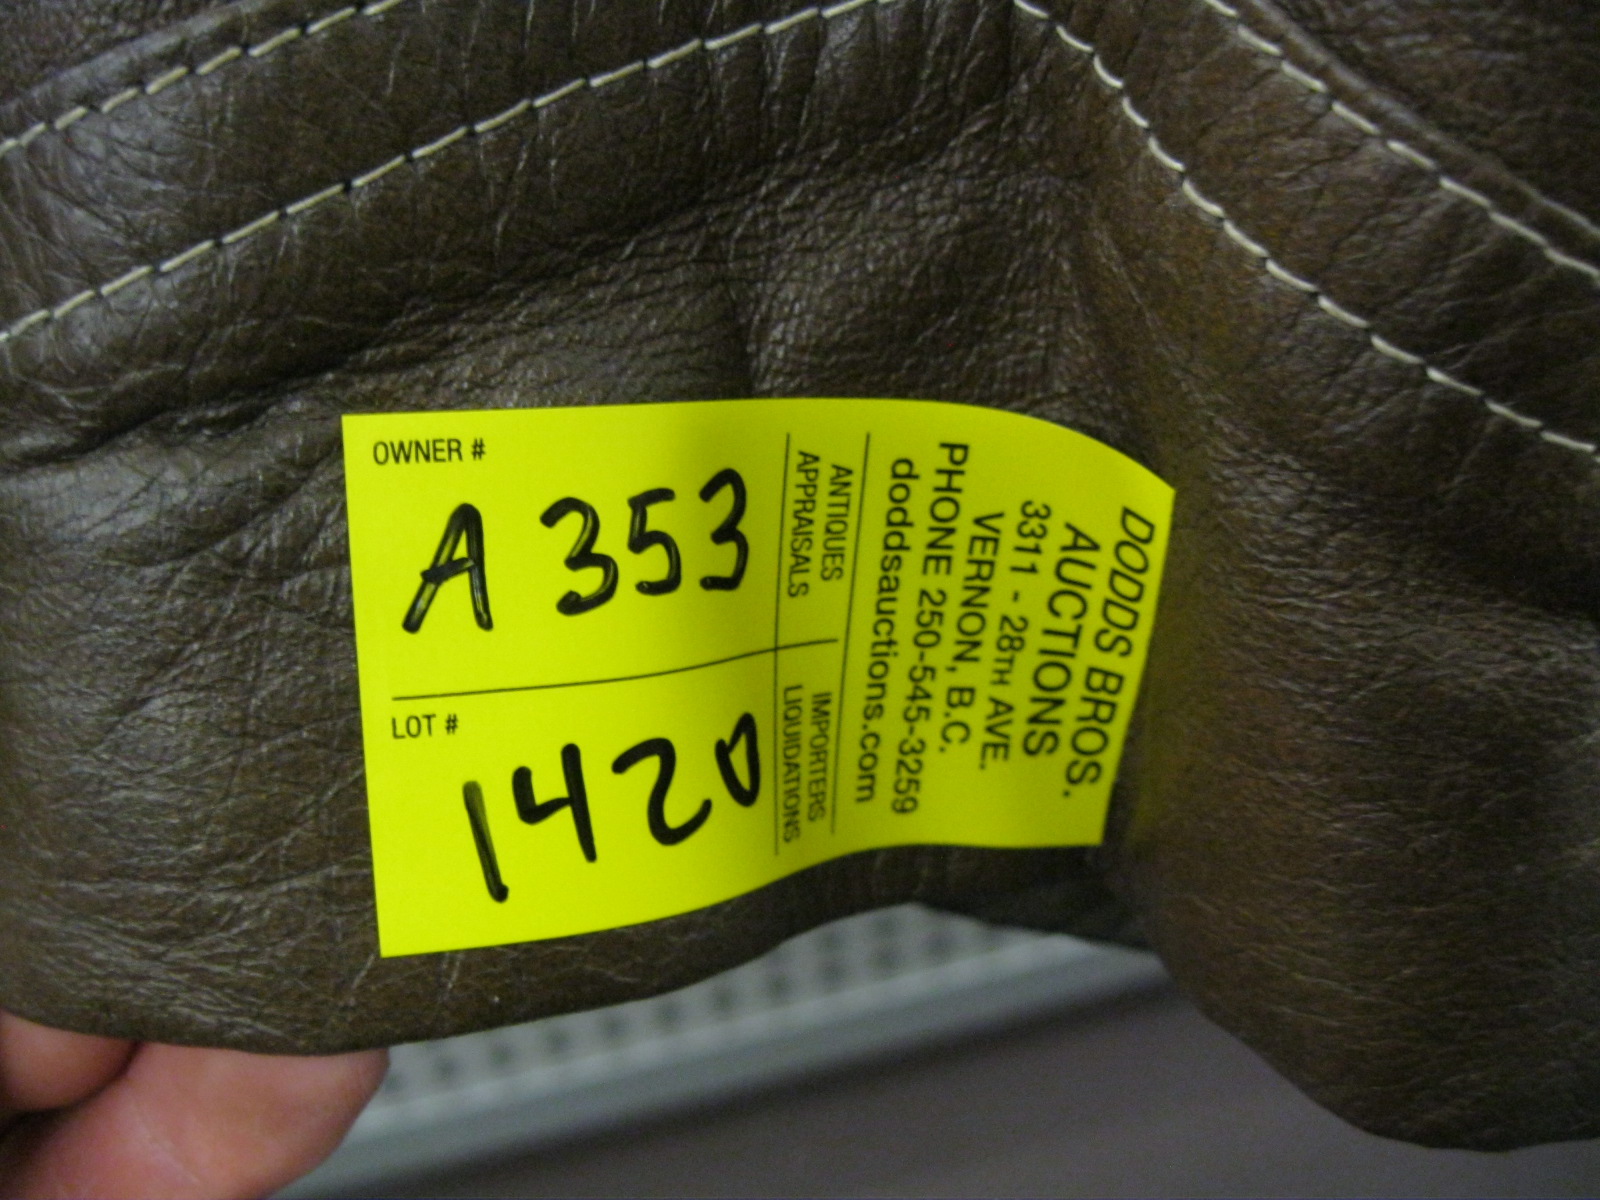 OWNER #
A 353
LOT #
1420
ANTIQUES
APPRAISALS
IMPORTERS
LIQUIDATIONS
DODDS BROS.
AUCTIONS
3311 - 28TH AVE.
VERNON, B.C.
PHONE 250-545-3259
doddsauctions.com